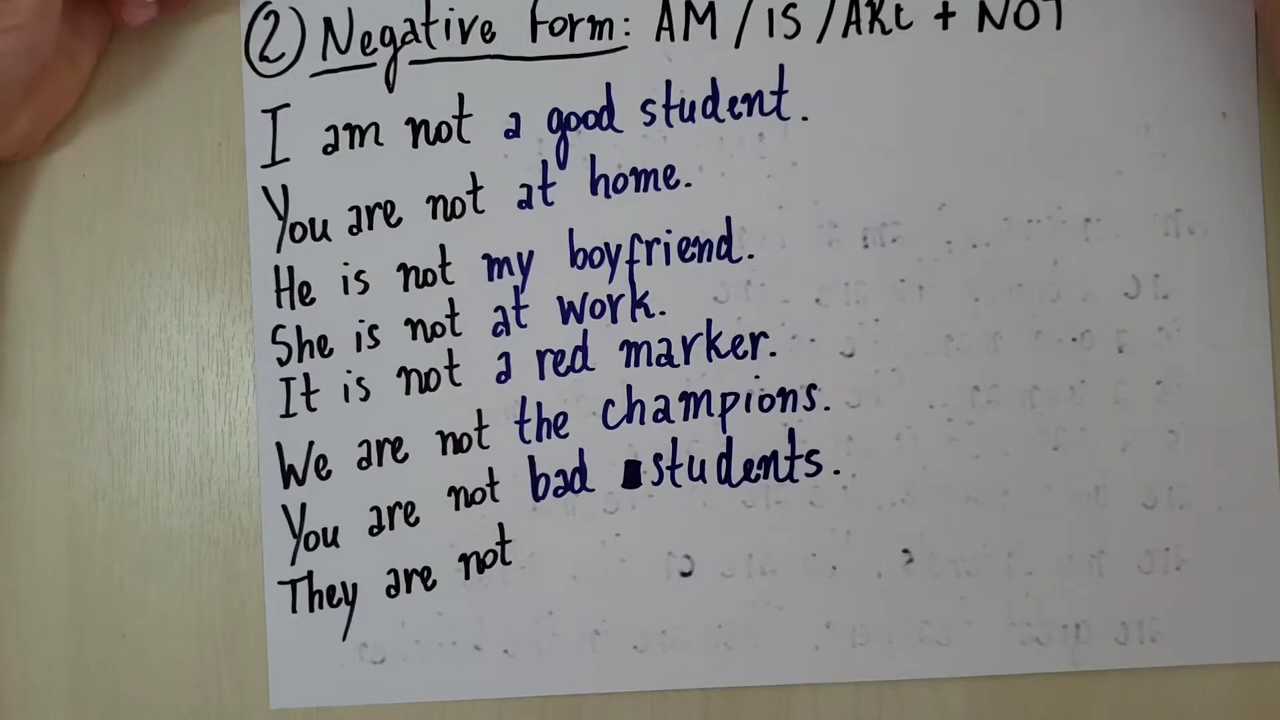 ② Negative Form: AM / IS / ARE + NOT
I am not a good student.
You are not at home.
He is not my boyfriend.
She is not at work.
It is not a red marker.
We are not the champions.
You are not bad students.
They are not